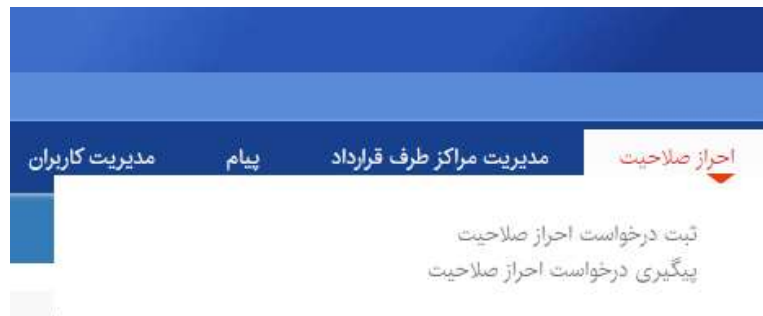 احراز صلاحیت مدیریت مراکز طرف قرارداد پیام مدیریت کاربران
ثبت درخواست احراز صلاحیت
پیگیری درخواست احراز صلاحیت